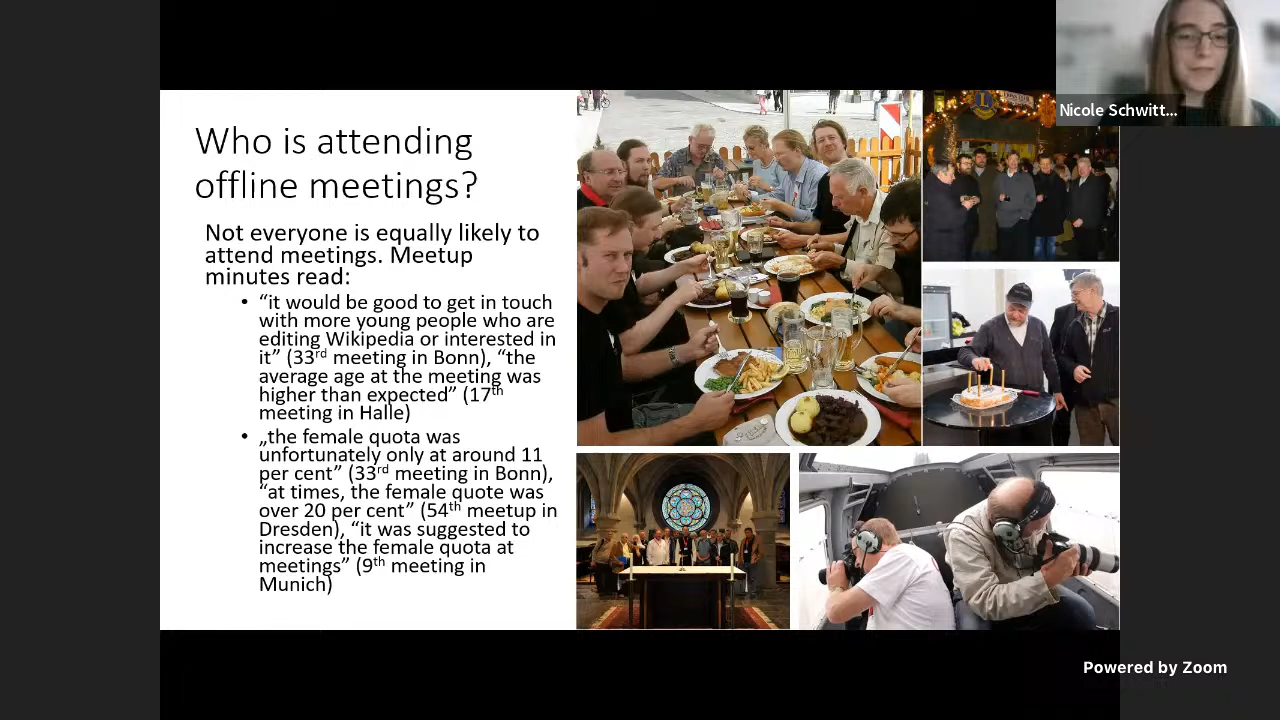 Nicole Schwitt...
Who is attending
offline meetings?
Not everyone is equally likely to
attend meetings. Meetup
minutes read:
• “it would be good to get in touch
with more young people who are
editing Wikipedia or interested in
it” (33rd meeting in Bonn), “the
average age at the meeting was
higher than expected” (17th
meeting in Halle)
• „the female quota was
unfortunately only at around 11
per cent” (33rd meeting in Bonn),
“at times, the female quote was
over 20 per cent” (54th meetup in
Dresden), “it was suggested to
increase the female quota at
meetings” (9th meeting in
Munich)
Powered by Zoom